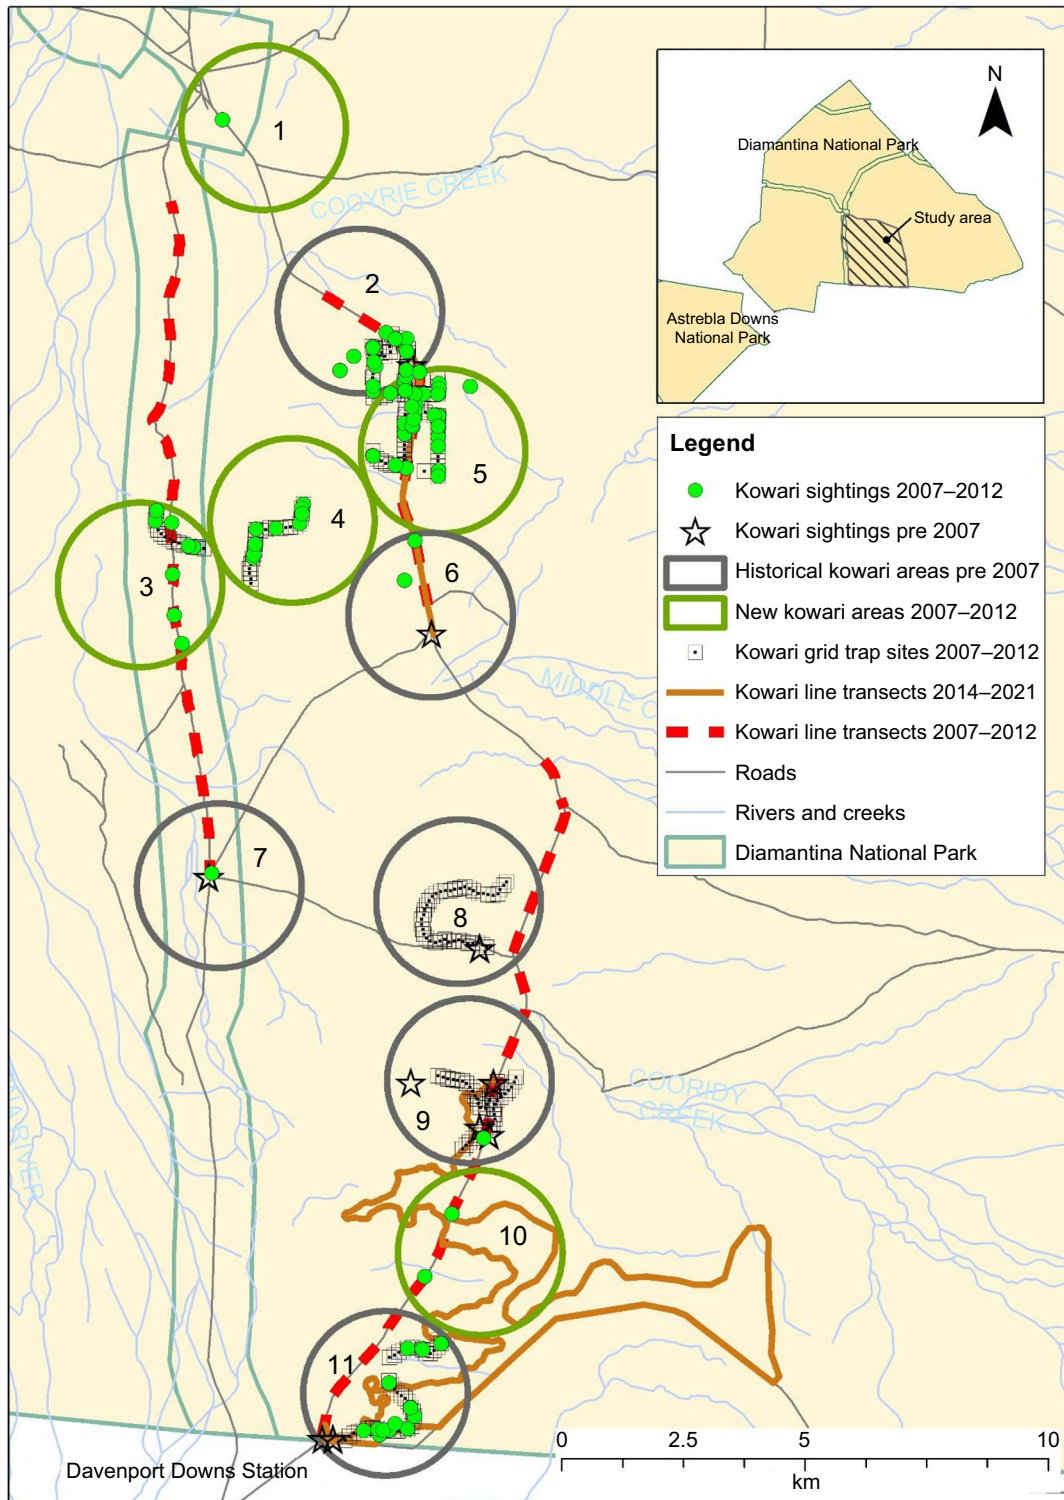 N
Diamantina National Park
Study area
Astrebla Downs
National Park
1
COOYRIE CREEK
2
Legend
Kowari sightings 2007–2012
Kowari sightings pre 2007
Historical kowari areas pre 2007
New kowari areas 2007–2012
Kowari grid trap sites 2007–2012
Kowari line transects 2014–2021
Kowari line transects 2007–2012
Roads
Rivers and creeks
Diamantina National Park
5
4
6
3
MIDDLE C
7
8
9
COORIDY
CREEK
RIVER
10
11
Davenport Downs Station
0 2.5 5 10
km